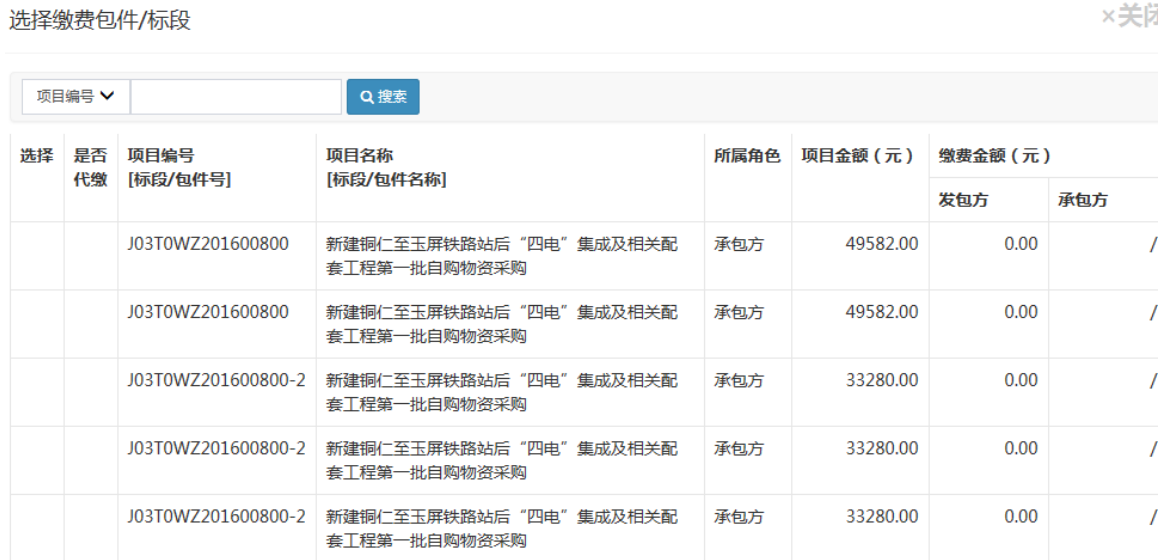 选择缴费包件/标段
×关闭
项目编号
搜索
选择 是否代缴 项目编号[标段/包件号] 项目名称[标段/包件名称] 所属角色 项目金额（元） 缴费金额（元）
发包方 承包方
J03T0WZ201600800 新建铜仁至玉屏铁路站后“四电”集成及相关配 承包方 49582.00 0.00 /
套工程第一批自购物资采购
J03T0WZ201600800 新建铜仁至玉屏铁路站后“四电”集成及相关配 承包方 49582.00 0.00 /
套工程第一批自购物资采购
J03T0WZ201600800-2 新建铜仁至玉屏铁路站后“四电”集成及相关配 承包方 33280.00 0.00 /
套工程第一批自购物资采购
J03T0WZ201600800-2 新建铜仁至玉屏铁路站后“四电”集成及相关配 承包方 33280.00 0.00 /
套工程第一批自购物资采购
J03T0WZ201600800-2 新建铜仁至玉屏铁路站后“四电”集成及相关配 承包方 33280.00 0.00 /
套工程第一批自购物资采购